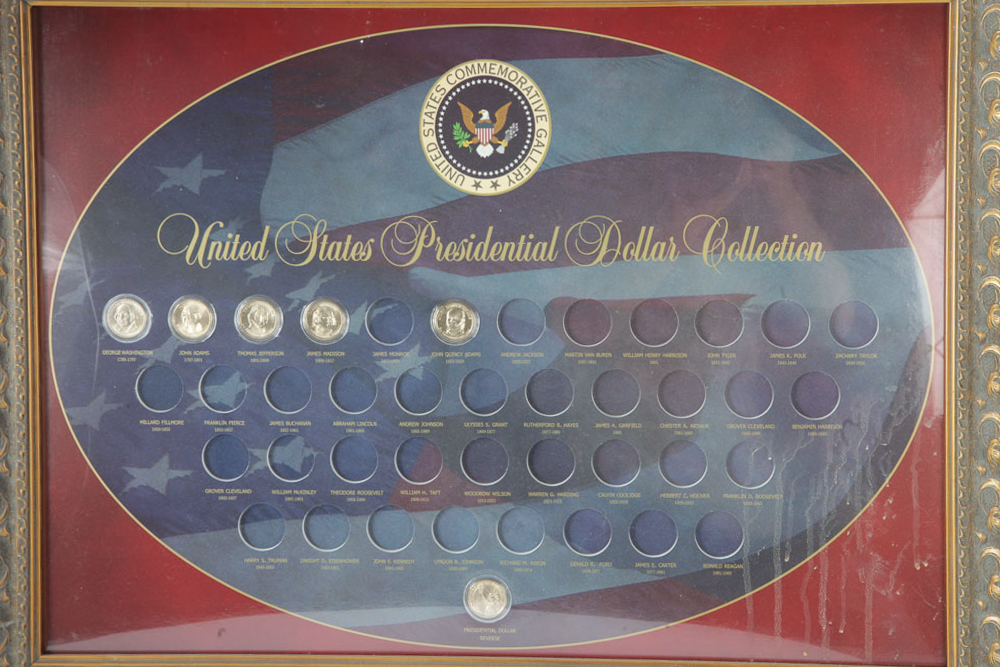 UNITED STATES COMMEMORATIVE GALLERY
United States Presidential Dollar Collection
GEORGE WASHINGTON JOHN ADAMS THOMAS JEFFERSON JAMES MADISON JAMES MONROE JOHN QUINCY ADAMS ANDREW JACKSON MARTIN VAN BUREN WILLIAM HENRY HARRISON JOHN TYLER JAMES K. POLK ZACHARY TAYLOR
MILLARD FILLMORE FRANKLIN PIERCE JAMES BUCHANAN ABRAHAM LINCOLN ANDREW JOHNSON ULYSSES S. GRANT RUTHERFORD B. HAYES JAMES A. GARFIELD CHESTER A. ARTHUR GROVER CLEVELAND BENJAMIN HARRISON
GROVER CLEVELAND WILLIAM MCKINLEY THEODORE ROOSEVELT WILLIAM H. TAFT WOODROW WILSON WARREN G. HARDING CALVIN COOLIDGE HERBERT C. HOOVER FRANKLIN D. ROOSEVELT
HARRY S. TRUMAN DWIGHT D. EISENHOWER JOHN F. KENNEDY LYNDON B. JOHNSON RICHARD M. NIXON GERALD R. FORD JAMES E. CARTER RONALD REAGAN
PRESIDENTIAL DOLLAR
REVERSE